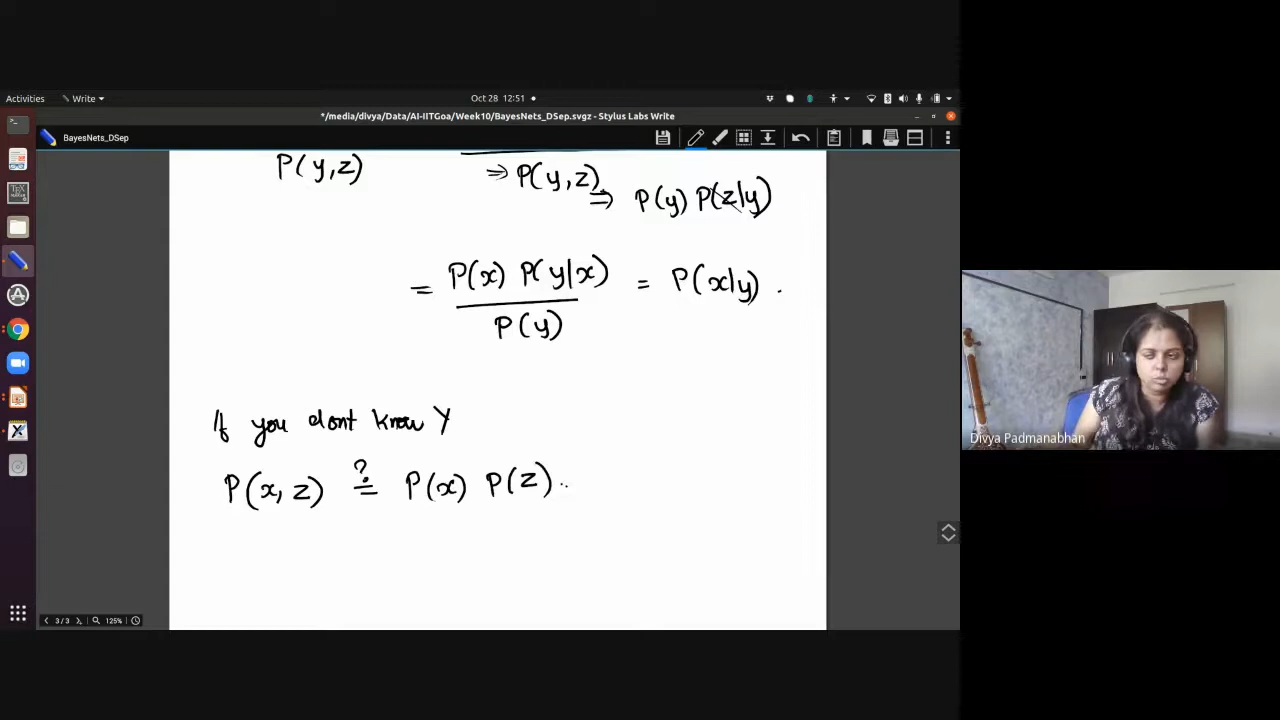 Activities Write Oct 28 12:51
*/media/divya/Data/AI-IITGoa/Week10/BayesNets_DSep.svgz - Stylus Labs Write
BayesNets_DSep
P(y,z) ⇒ P(y,z) ⇒ P(y) P(z|y)
= P(x) P(y|x) = P(x|y) .
P(y)
If you dont know Y
P(x, z) ?= P(x) P(z) ..
Divya Padmanabhan
3/3 125%